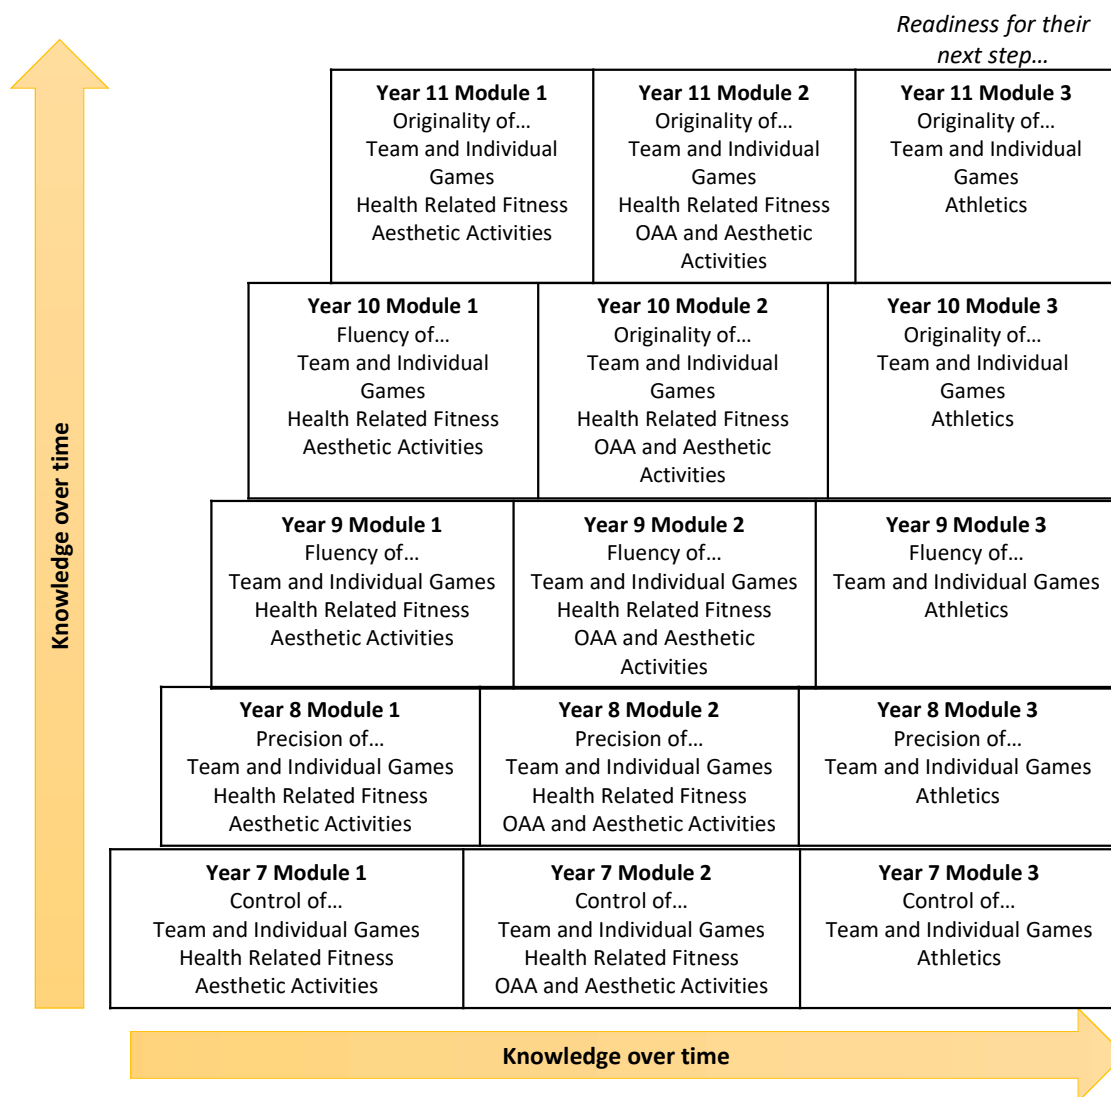 Readiness for their
next step…
Year 11 Module 1
Originality of…
Team and Individual
Games
Health Related Fitness
Aesthetic Activities
Year 11 Module 2
Originality of…
Team and Individual
Games
Health Related Fitness
OAA and Aesthetic
Activities
Year 11 Module 3
Originality of…
Team and Individual
Games
Athletics
Year 10 Module 1
Fluency of…
Team and Individual
Games
Health Related Fitness
Aesthetic Activities
Year 10 Module 2
Originality of…
Team and Individual
Games
Health Related Fitness
OAA and Aesthetic
Activities
Year 10 Module 3
Originality of…
Team and Individual
Games
Athletics
Year 9 Module 1
Fluency of…
Team and Individual Games
Health Related Fitness
Aesthetic Activities
Year 9 Module 2
Fluency of…
Team and Individual Games
Health Related Fitness
OAA and Aesthetic
Activities
Year 9 Module 3
Fluency of…
Team and Individual Games
Athletics
Year 8 Module 1
Precision of…
Team and Individual Games
Health Related Fitness
Aesthetic Activities
Year 8 Module 2
Precision of…
Team and Individual Games
Health Related Fitness
OAA and Aesthetic Activities
Year 8 Module 3
Precision of…
Team and Individual Games
Athletics
Year 7 Module 1
Control of…
Team and Individual Games
Health Related Fitness
Aesthetic Activities
Year 7 Module 2
Control of…
Team and Individual Games
Health Related Fitness
OAA and Aesthetic Activities
Year 7 Module 3
Control of…
Team and Individual Games
Athletics
Knowledge over time
Knowledge over time